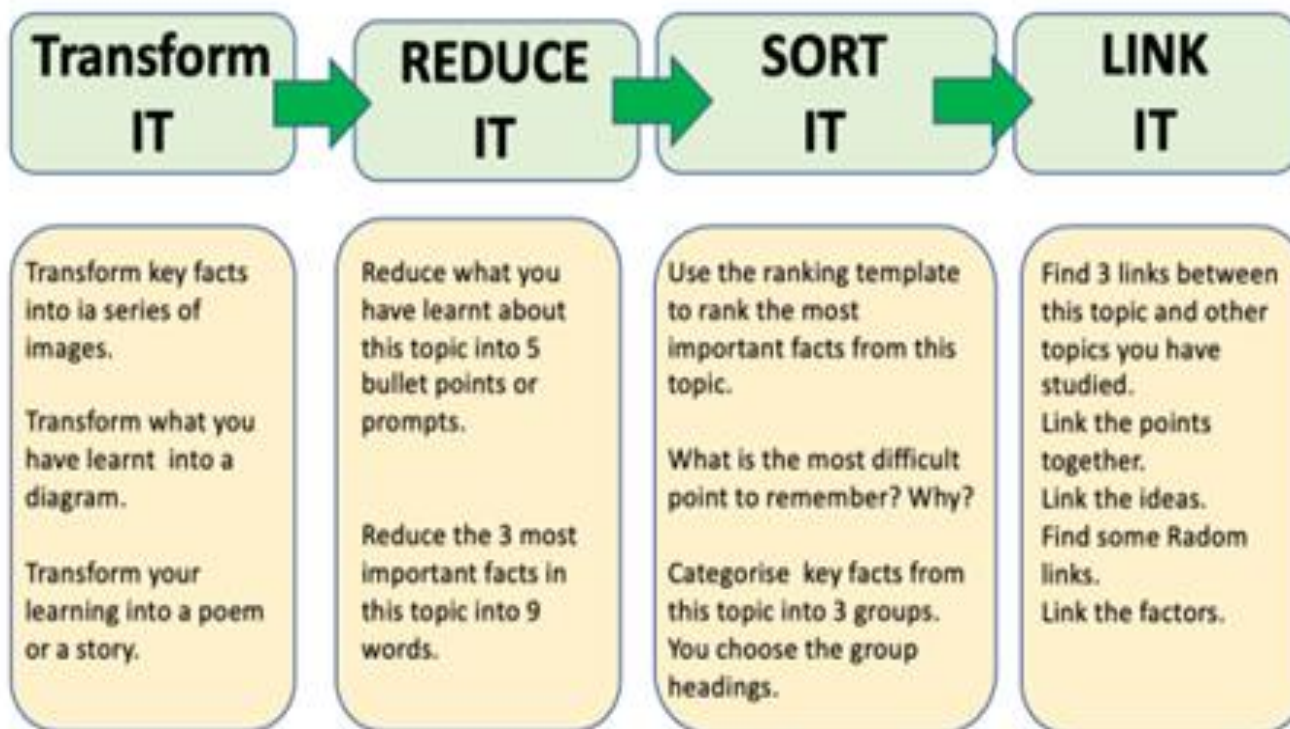 Transform
IT
REDUCE
IT
SORT
IT
LINK
IT
Transform key facts
into ia series of
images.
Transform what you
have learnt into a
diagram.
Transform your
learning into a poem
or a story.
Reduce what you
have learnt about
this topic into 5
bullet points or
prompts.
Reduce the 3 most
important facts in
this topic into 9
words.
Use the ranking template
to rank the most
important facts from this
topic.
What is the most difficult
point to remember? Why?
Categorise key facts from
this topic into 3 groups.
You choose the group
headings.
Find 3 links between
this topic and other
topics you have
studied.
Link the points
together.
Link the ideas.
Find some Radom
links.
Link the factors.